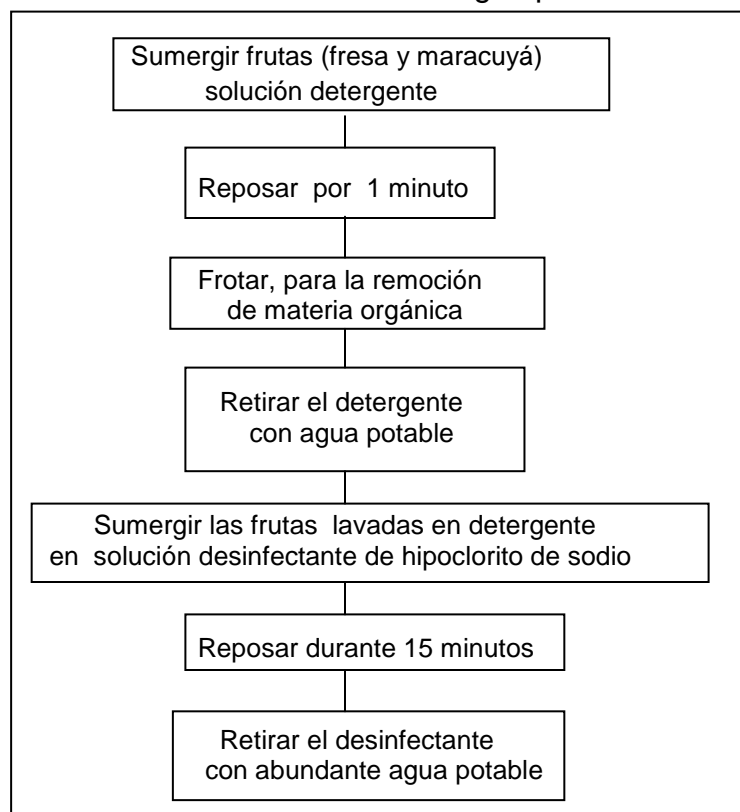 Sumergir frutas (fresa y maracuyá)
solución detergente
Reposar por 1 minuto
Frotar, para la remoción
de materia orgánica
Retirar el detergente
con agua potable
Sumergir las frutas lavadas en detergente
en solución desinfectante de hipoclorito de sodio
Reposar durante 15 minutos
Retirar el desinfectante
con abundante agua potable